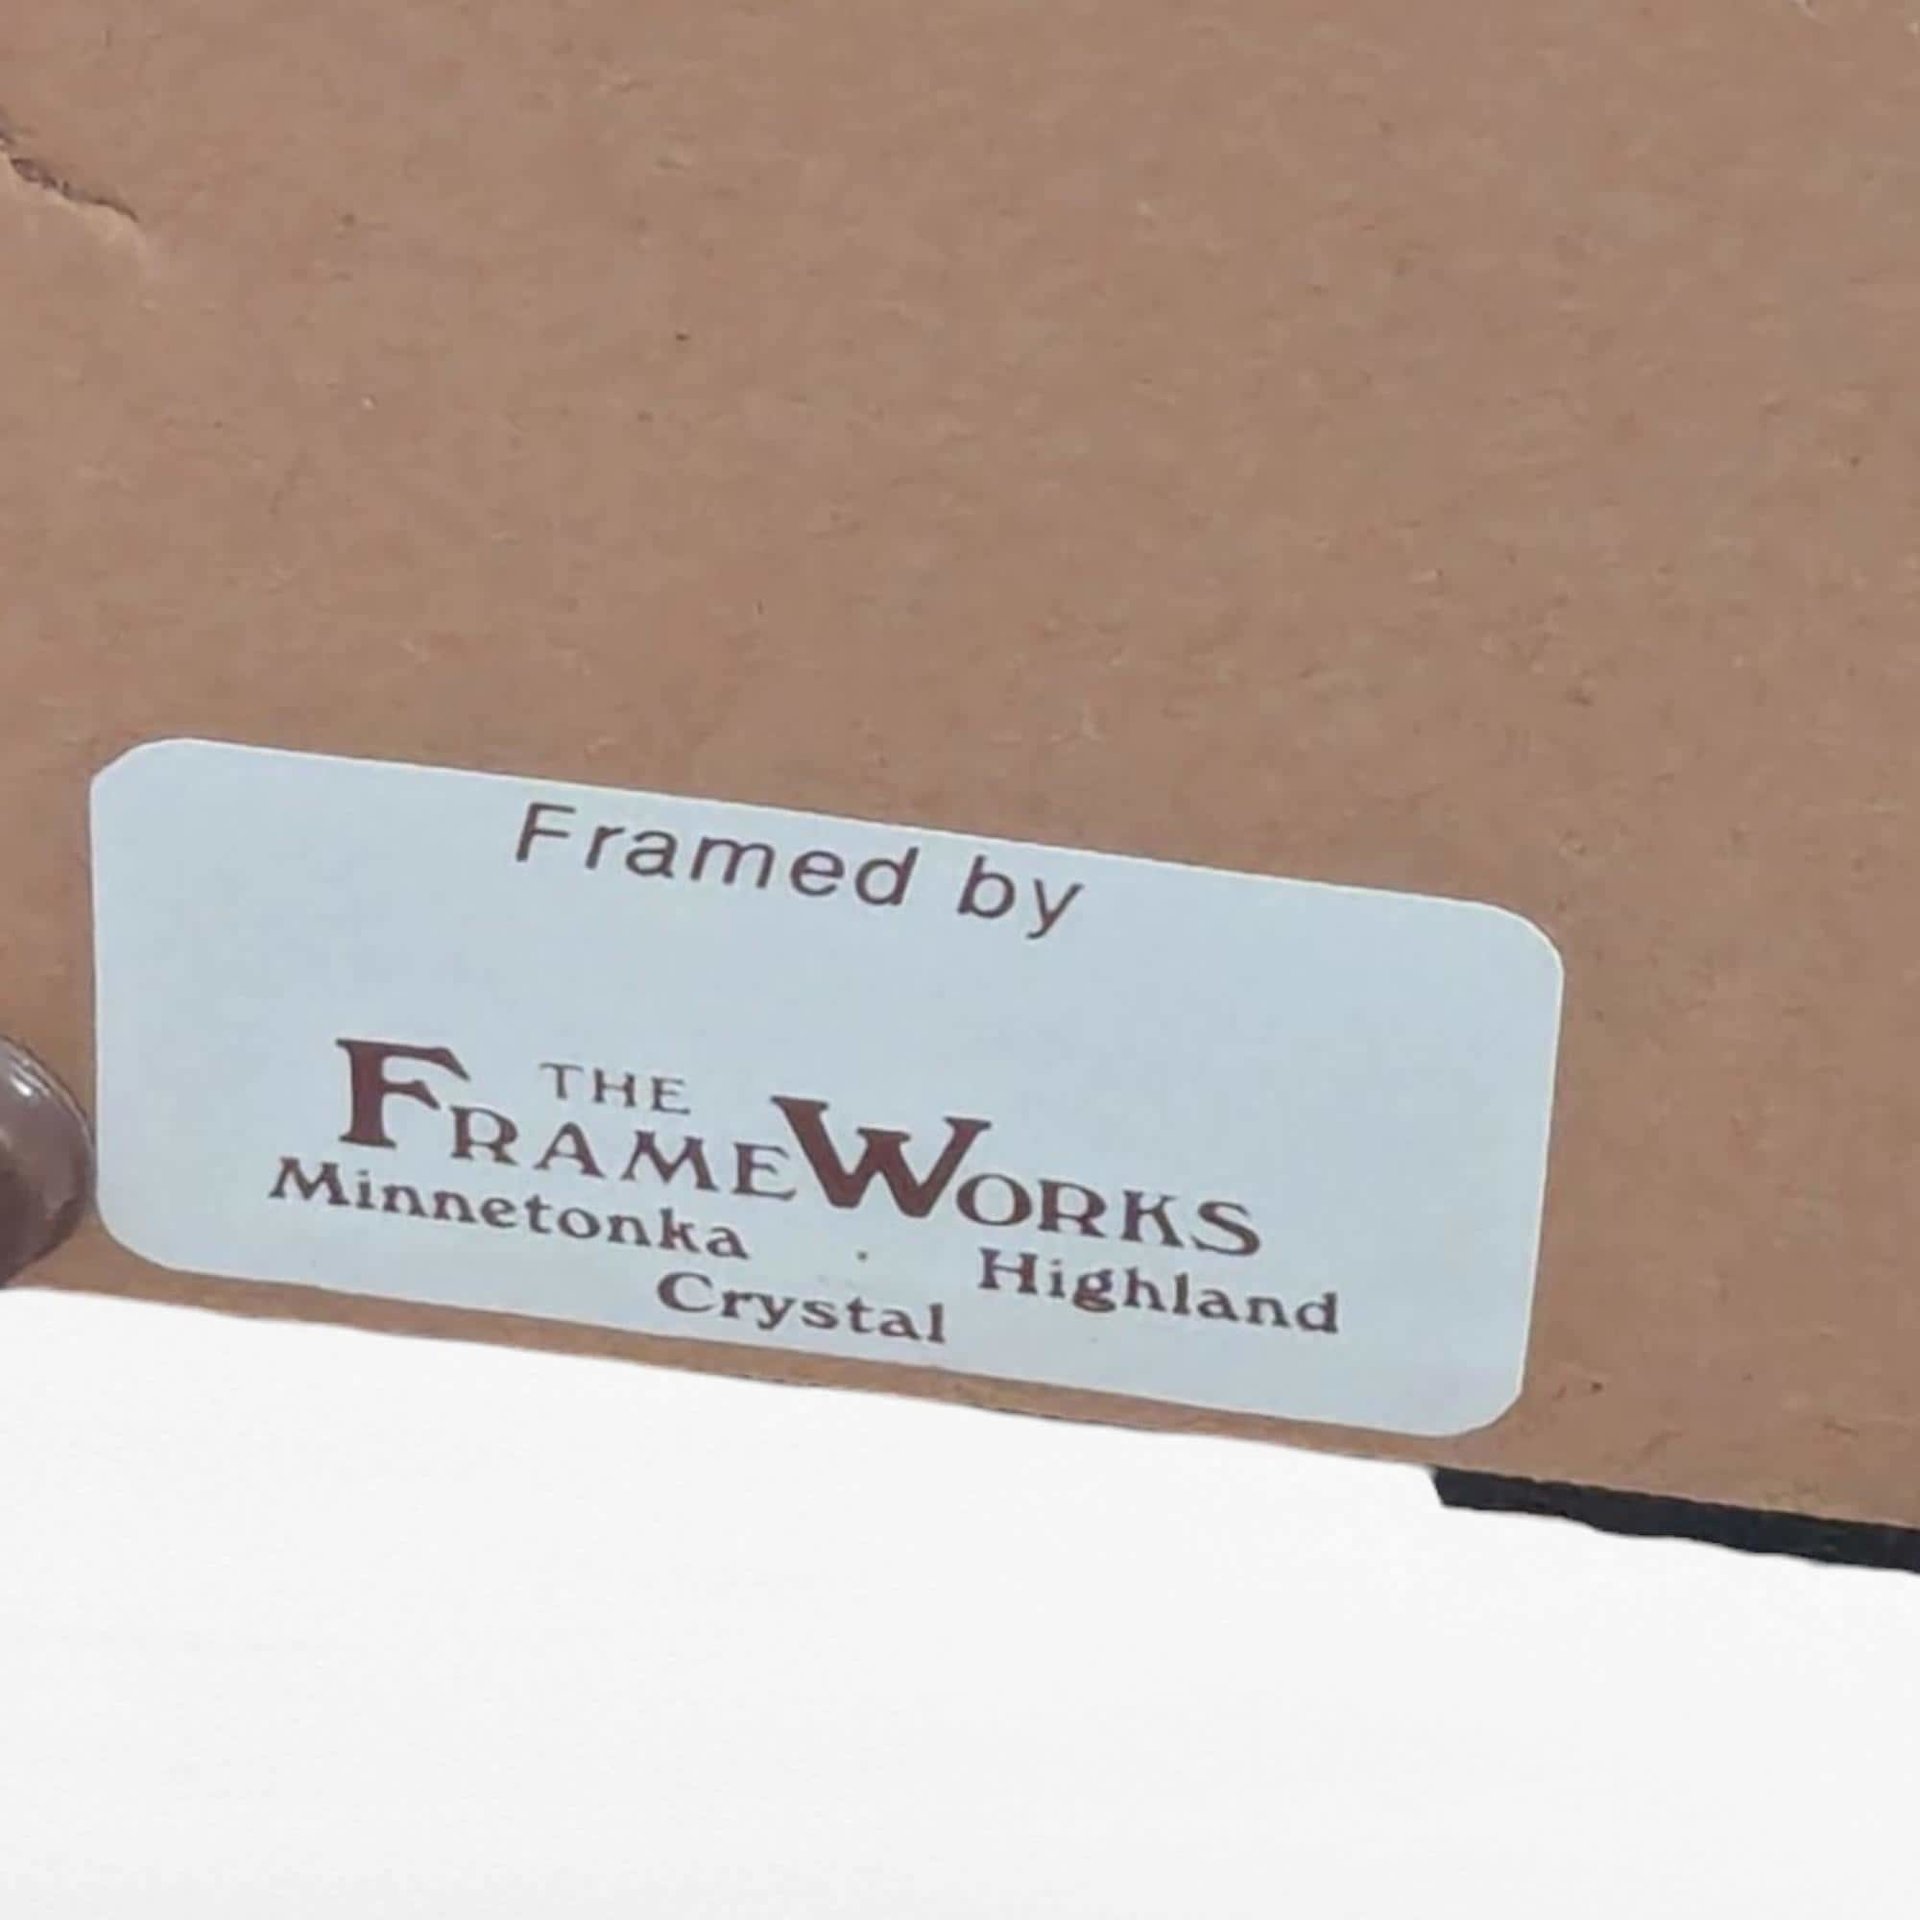 Framed by
THE
FRAMEWORKS
Minnetonka · Highland
Crystal